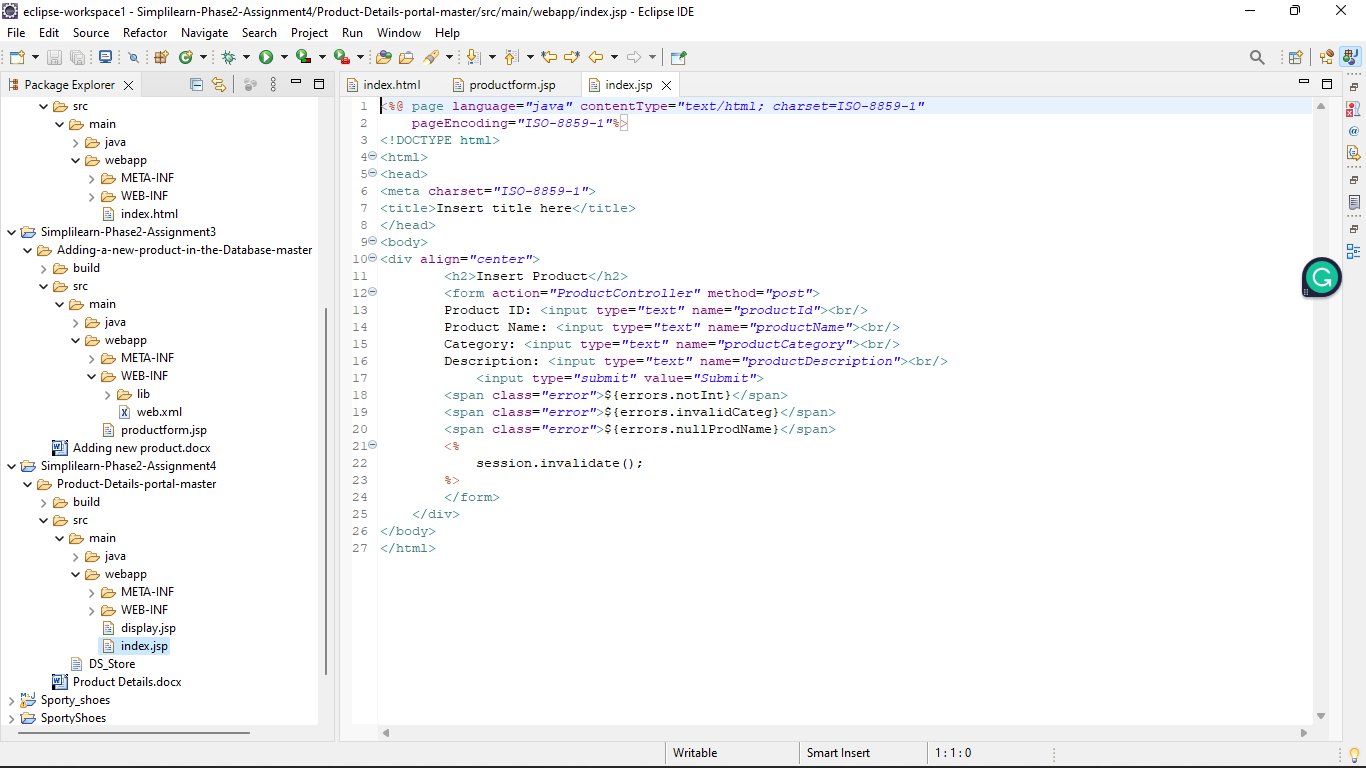 eclipse-workspace1 - Simplilearn-Phase2-Assignment4/Product-Details-portal-master/src/main/webapp/index.jsp - Eclipse IDE
File Edit Source Refactor Navigate Search Project Run Window Help
Package Explorer
src
main
java
webapp
META-INF
WEB-INF
index.html
Simplilearn-Phase2-Assignment3
Adding-a-new-product-in-the-Database-master
build
src
main
java
webapp
META-INF
WEB-INF
lib
web.xml
productform.jsp
Adding new product.docx
Simplilearn-Phase2-Assignment4
Product-Details-portal-master
build
src
main
java
webapp
META-INF
WEB-INF
display.jsp
index.jsp
DS_Store
Product Details.docx
Sporty_shoes
SportyShoes
index.html productform.jsp index.jsp
1 <%@ page language="java" contentType="text/html; charset=ISO-8859-1"
2 pageEncoding="ISO-8859-1"%>
3 <!DOCTYPE html>
4 <html>
5 <head>
6 <meta charset="ISO-8859-1">
7 <title>Insert title here</title>
8 </head>
9 <body>
10 <div align="center">
11 <h2>Insert Product</h2>
12 <form action="ProductController" method="post">
13 Product ID: <input type="text" name="productId"><br/>
14 Product Name: <input type="text" name="productName"><br/>
15 Category: <input type="text" name="productCategory"><br/>
16 Description: <input type="text" name="productDescription"><br/>
17 <input type="submit" value="Submit">
18 <span class="error">${errors.notInt}</span>
19 <span class="error">${errors.invalidCateg}</span>
20 <span class="error">${errors.nullProdName}</span>
21 <%
22 session.invalidate();
23 %>
24 </form>
25 </div>
26 </body>
27 </html>
Writable Smart Insert 1 : 1 : 0